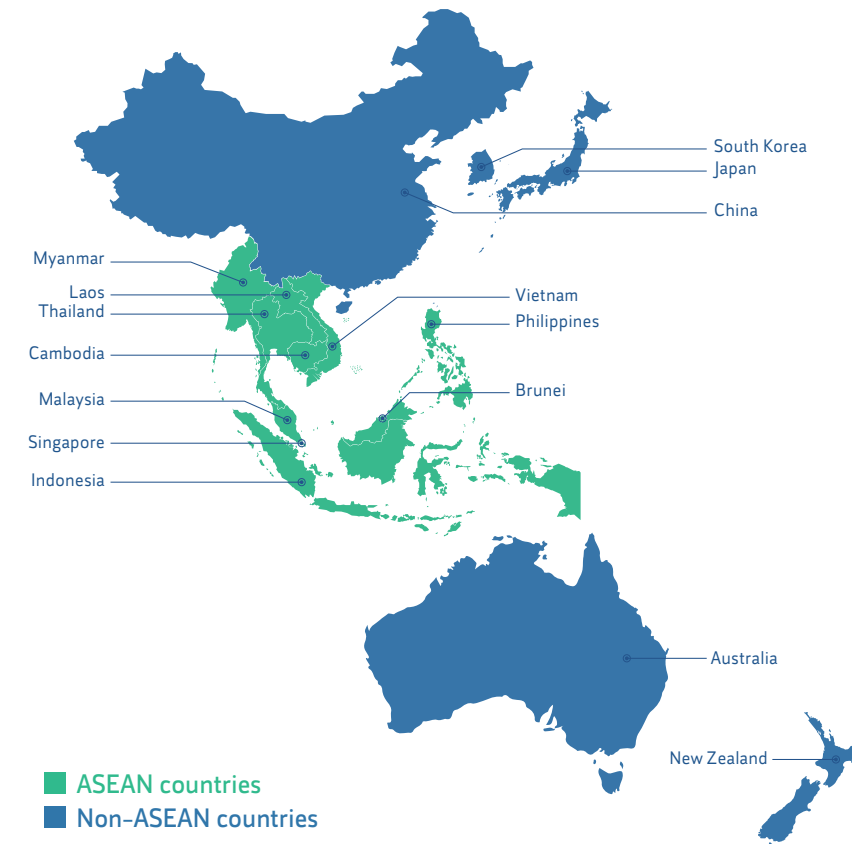 South Korea
Japan
China
Myanmar
Laos
Thailand
Vietnam
Philippines
Cambodia
Brunei
Malaysia
Singapore
Indonesia
Australia
New Zealand
ASEAN countries
Non-ASEAN countries